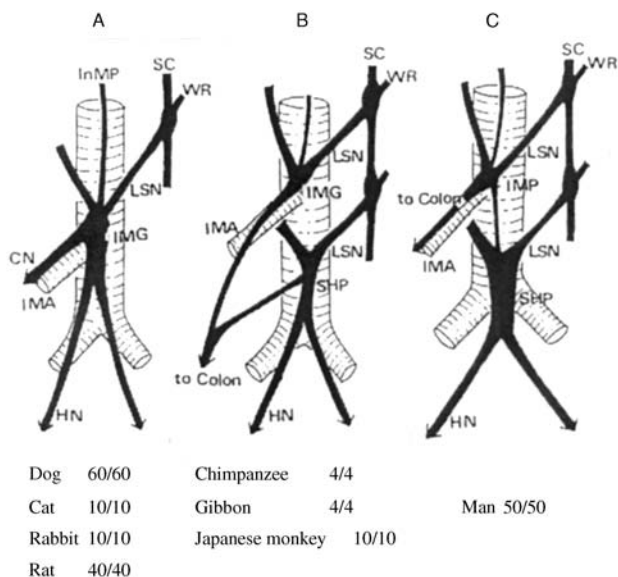 A B C
InMP SC WR
LSN
IMG
CN
IMA
HN
SC WR
LSN
IMG
IMA
LSN
SHP
to Colon
HN
SC WR
LSN
IMP
to Colon
IMA
LSN
SHP
HN
Dog 60/60
Cat 10/10
Rabbit 10/10
Rat 40/40
Chimpanzee 4/4
Gibbon 4/4
Japanese monkey 10/10
Man 50/50